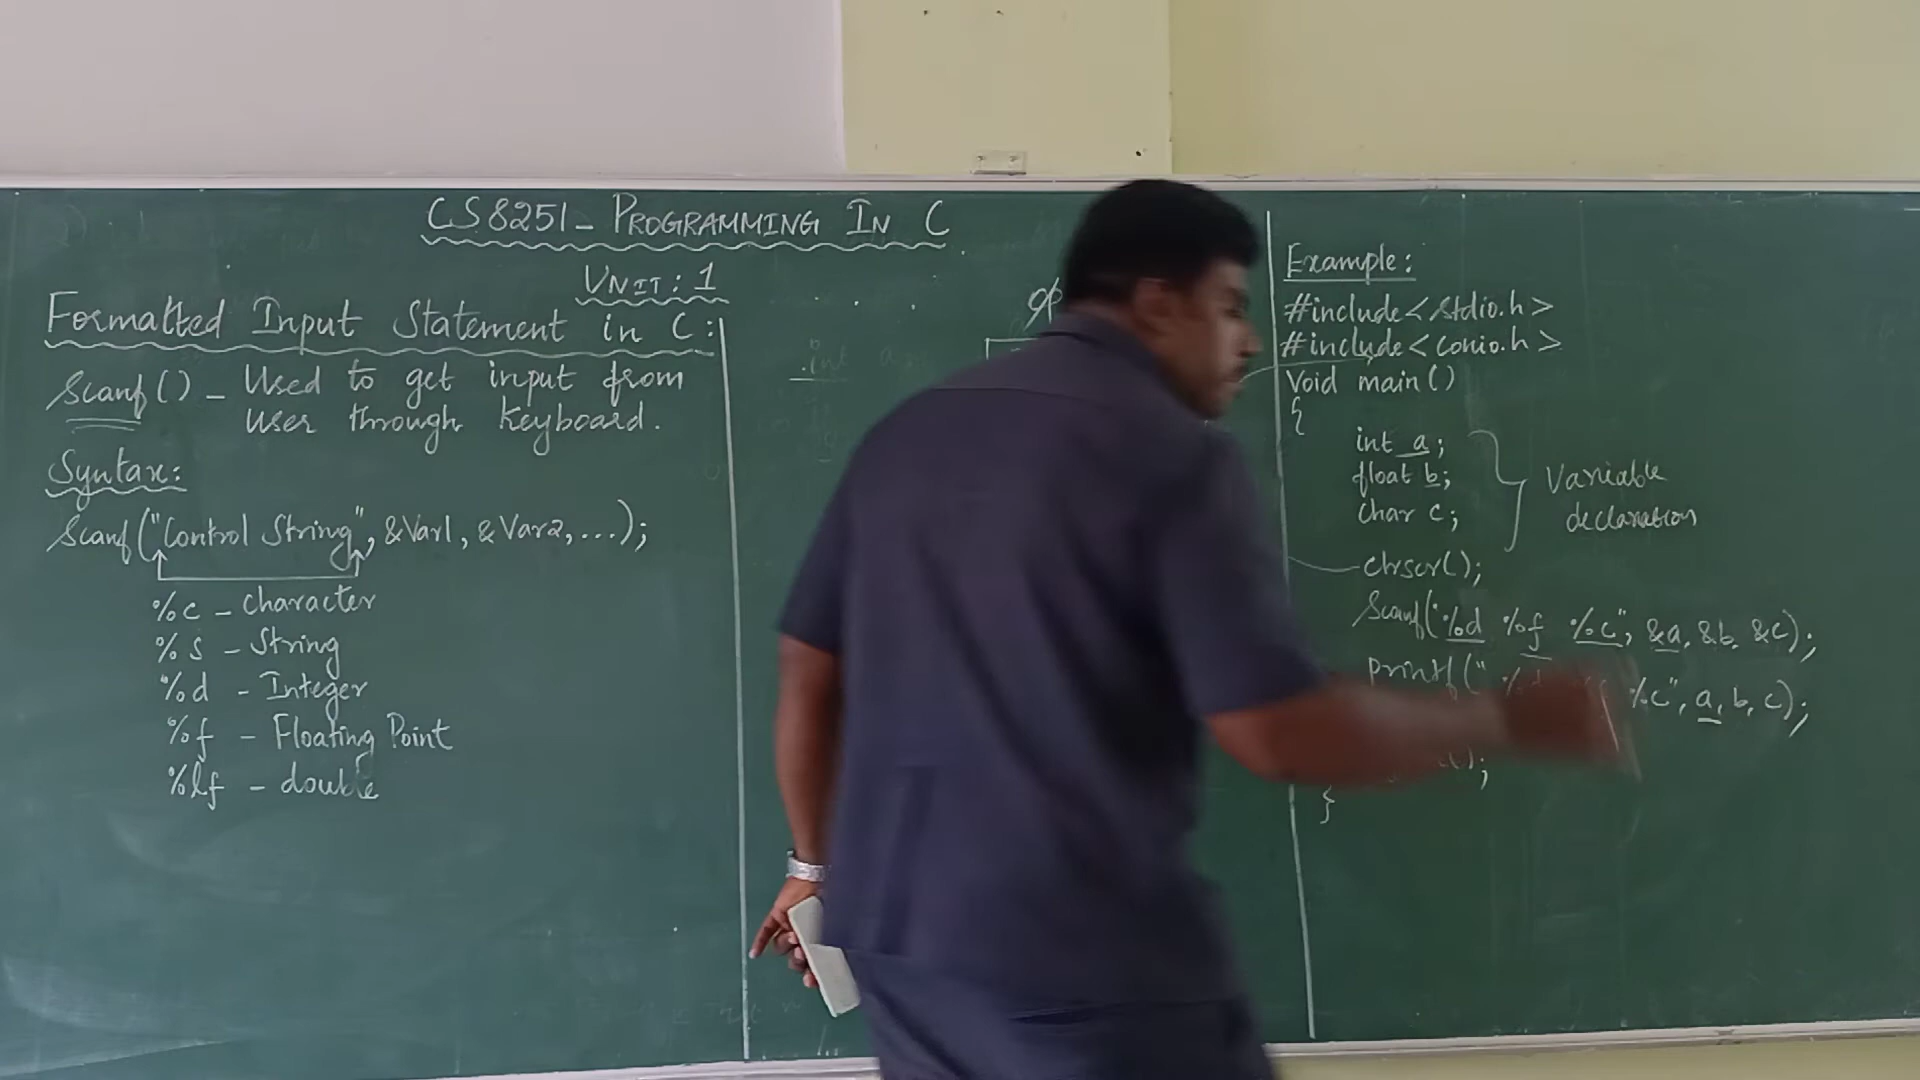 CS8251- PROGRAMMING IN C
UNIT: 1
Formatted Input Statement in C:
Scanf() - Used to get input from
User through Keyboard.
Syntax:
Scanf("Control String", &Var1, &Var2,...);
%c - Character
%s - String
%d - Integer
%f - Floating Point
%lf - double
int a
Example:
#include<stdio.h>
#include<conio.h>
Void main()
{
int a;
float b;
char c;
Variable
declaration
clrscr();
Scanf("%d %f %c", &a, &b, &c);
Printf(" %c", a, b, c);
();
}